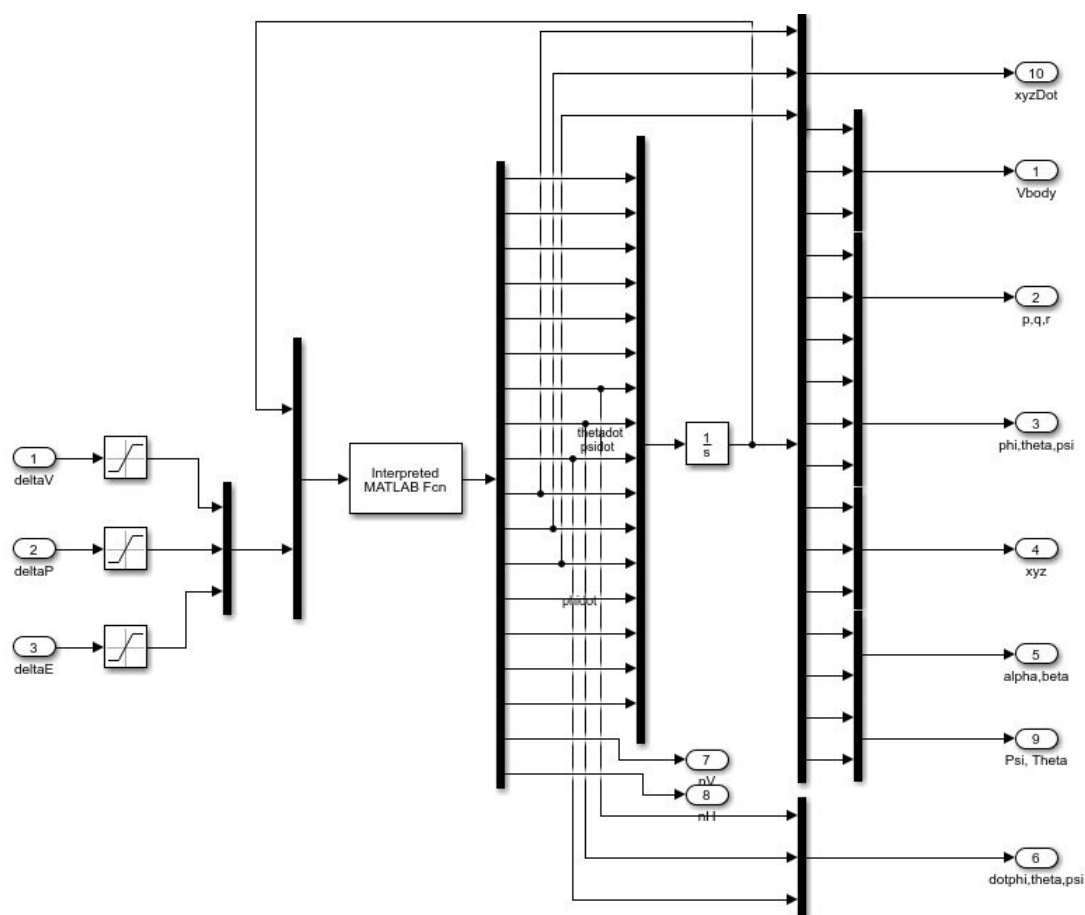 10
xyzDot
1
Vbody
2
p,q,r
3
phi,theta,psi
thetadot
psidot
1
s
1
deltaV
Interpreted
MATLAB Fcn
2
deltaP
4
xyz
phidot
3
deltaE
5
alpha,beta
9
Psi, Theta
7
nV
8
nH
6
dotphi,theta,psi